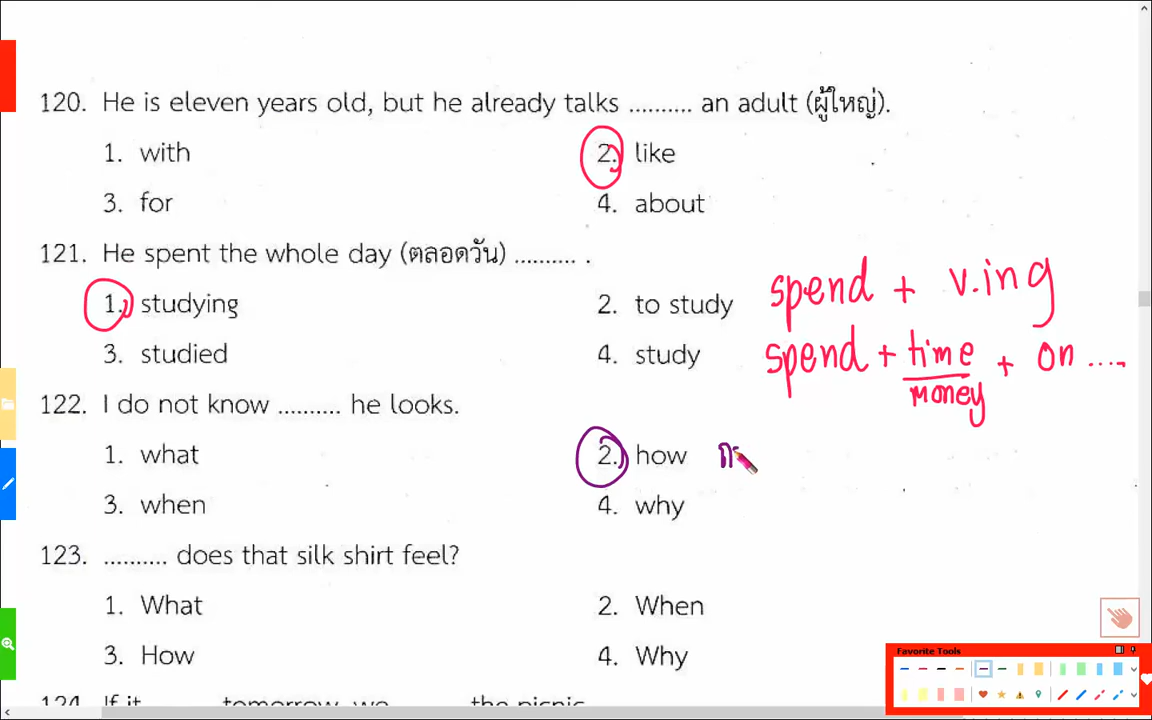 120. He is eleven years old, but he already talks .......... an adult (ผู้ใหญ่).
1. with
2. like
3. for
4. about
121. He spent the whole day (ตลอดวัน) .......... .
1. studying
2. to study
3. studied
4. study
spend + v.ing
spend + time + on ....
money
122. I do not know .......... he looks.
1. what
2. how
3. when
4. why
123. .......... does that silk shirt feel?
1. What
2. When
3. How
4. Why
Favorite Tools